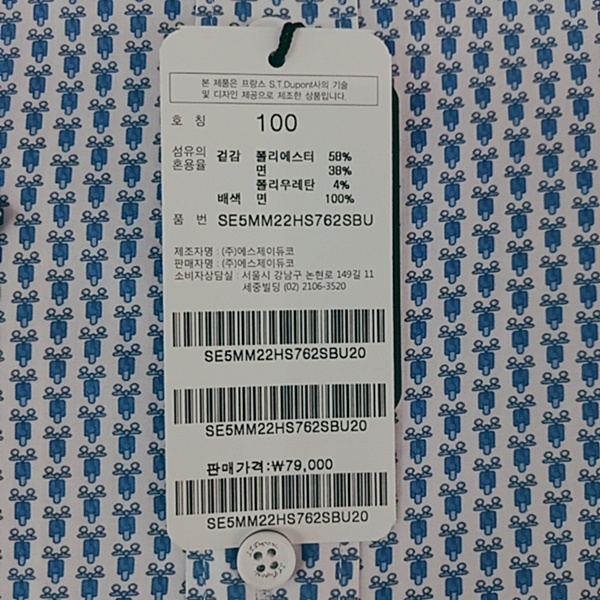 본 제품은 프랑스 S.T,Dupont사의 기술
및 디자인 제공으로 제조한 상품입니다.
호 칭 100
섬유의 혼용율 겉감 폴리에스터 58%
면 38%
폴리우레탄 4%
배색 면 100%
품 번 SE5MM22HS762SBU
제조자명 : (주)에스제이듀코
판매자명 : (주)에스제이듀코
소비자상담실 : 서울시 강남구 논현로 149길 11
세중빌딩 (02) 2106-3520
SE5MM22HS762SBU20
SE5MM22HS762SBU20
판매가격:₩79,000
SE5MM22HS762SBU20